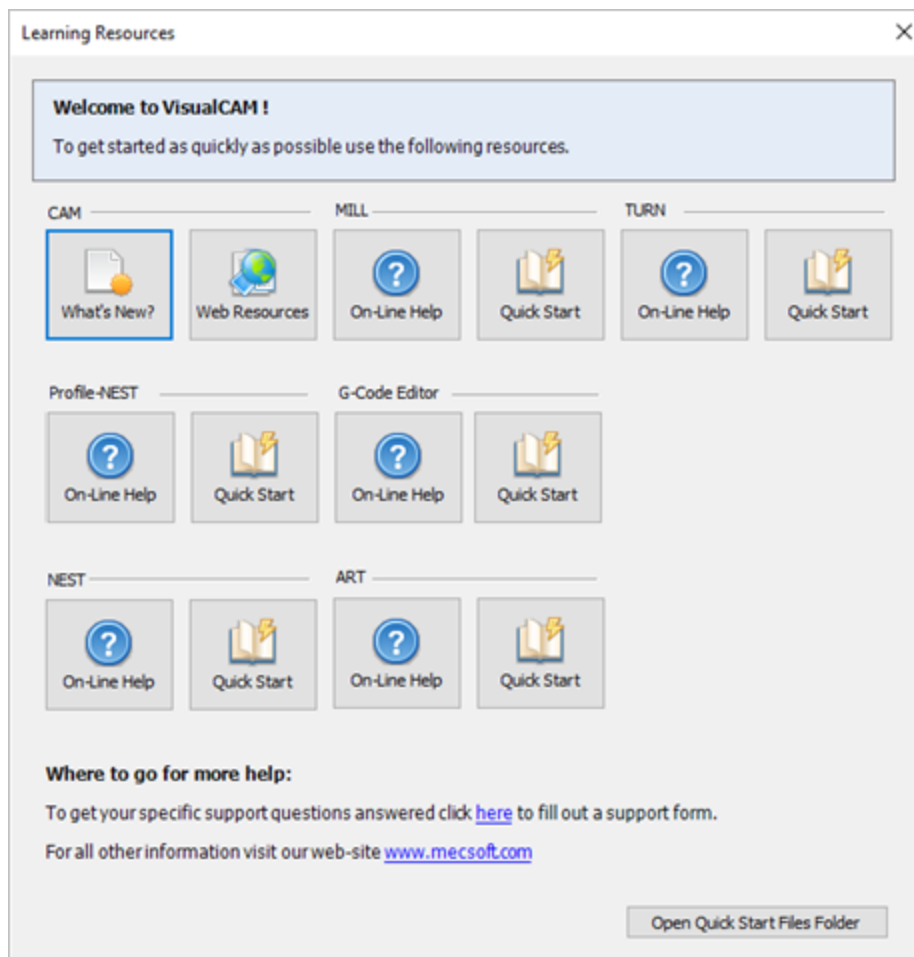 Learning Resources
Welcome to VisualCAM !
To get started as quickly as possible use the following resources.
CAM
MILL
TURN
What's New?
Web Resources
On-Line Help
Quick Start
On-Line Help
Quick Start
Profile-NEST
G-Code Editor
On-Line Help
Quick Start
On-Line Help
Quick Start
NEST
ART
On-Line Help
Quick Start
On-Line Help
Quick Start
Where to go for more help:
To get your specific support questions answered click here to fill out a support form.
For all other information visit our web-site www.mecsoft.com
Open Quick Start Files Folder